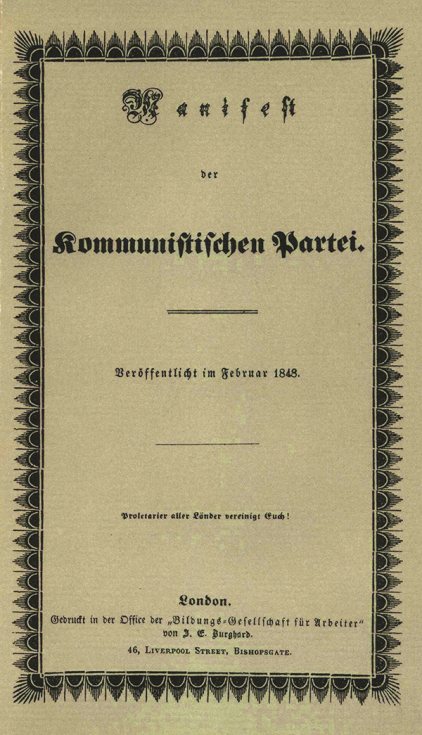 Manifest
der
Kommunistischen Partei.
Veröffentlicht im Februar 1848.
Proletarier aller Länder vereinigt Euch!
London.
Gedruckt in der Office der „Bildungs-Gesellschaft für Arbeiter“
von J. E. Burghard.
46, LIVERPOOL STREET, BISHOPSGATE.